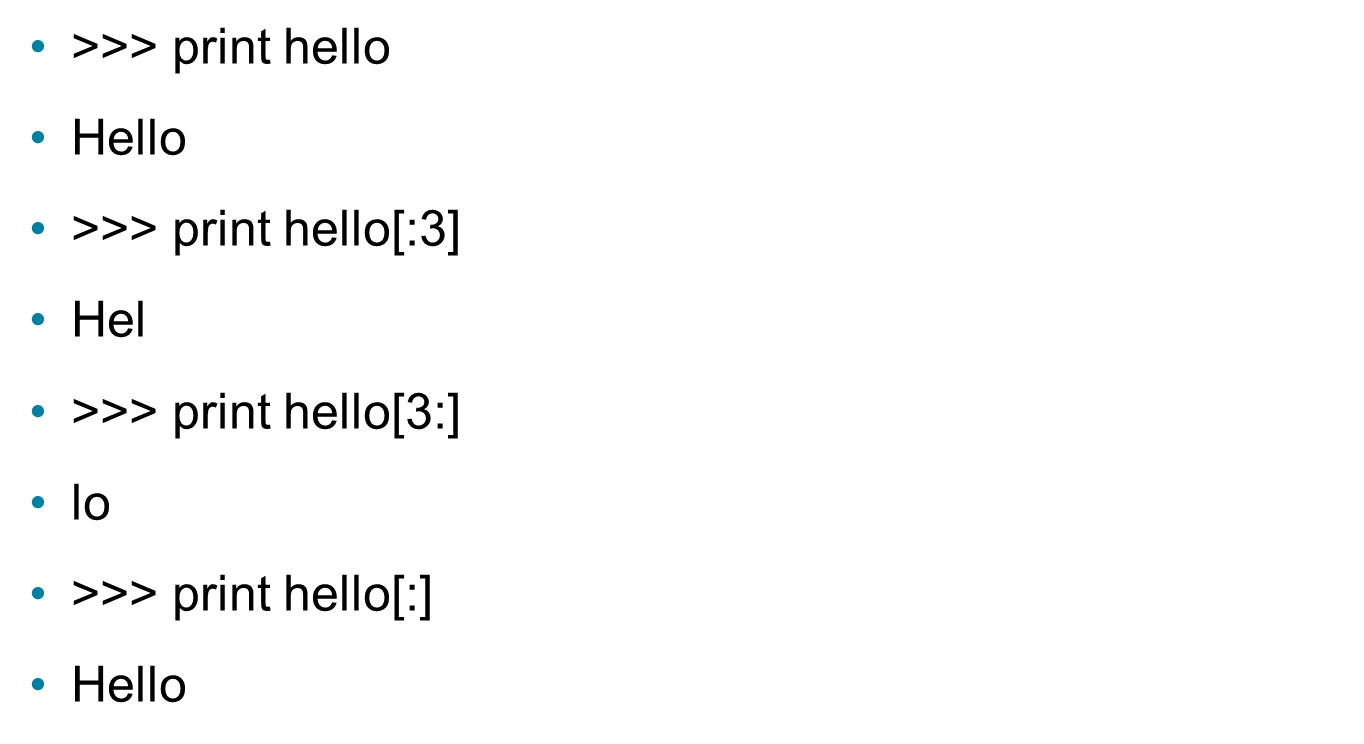 • >>> print hello
• Hello
• >>> print hello[:3]
• Hel
• >>> print hello[3:]
• lo
• >>> print hello[:]
• Hello